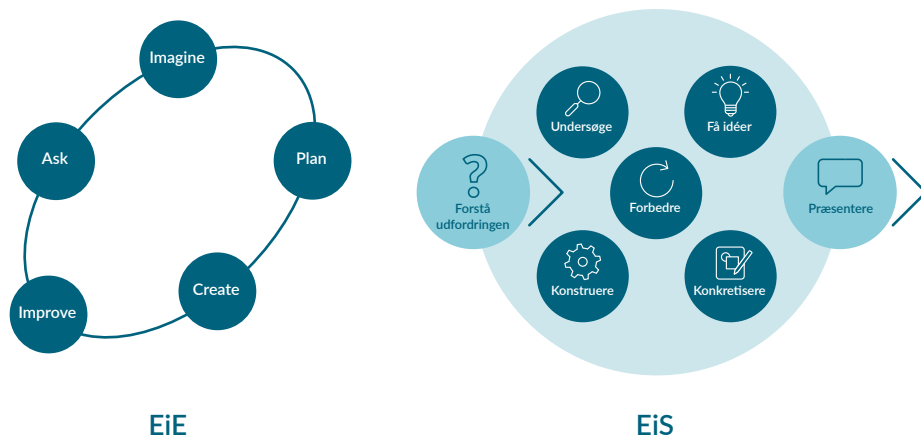 Imagine
Ask
Plan
Create
Improve
EiE
Undersøge
Få idéer
Forstå
udfordringen
Forbedre
Præsentere
Konstruere
Konkretisere
EiS